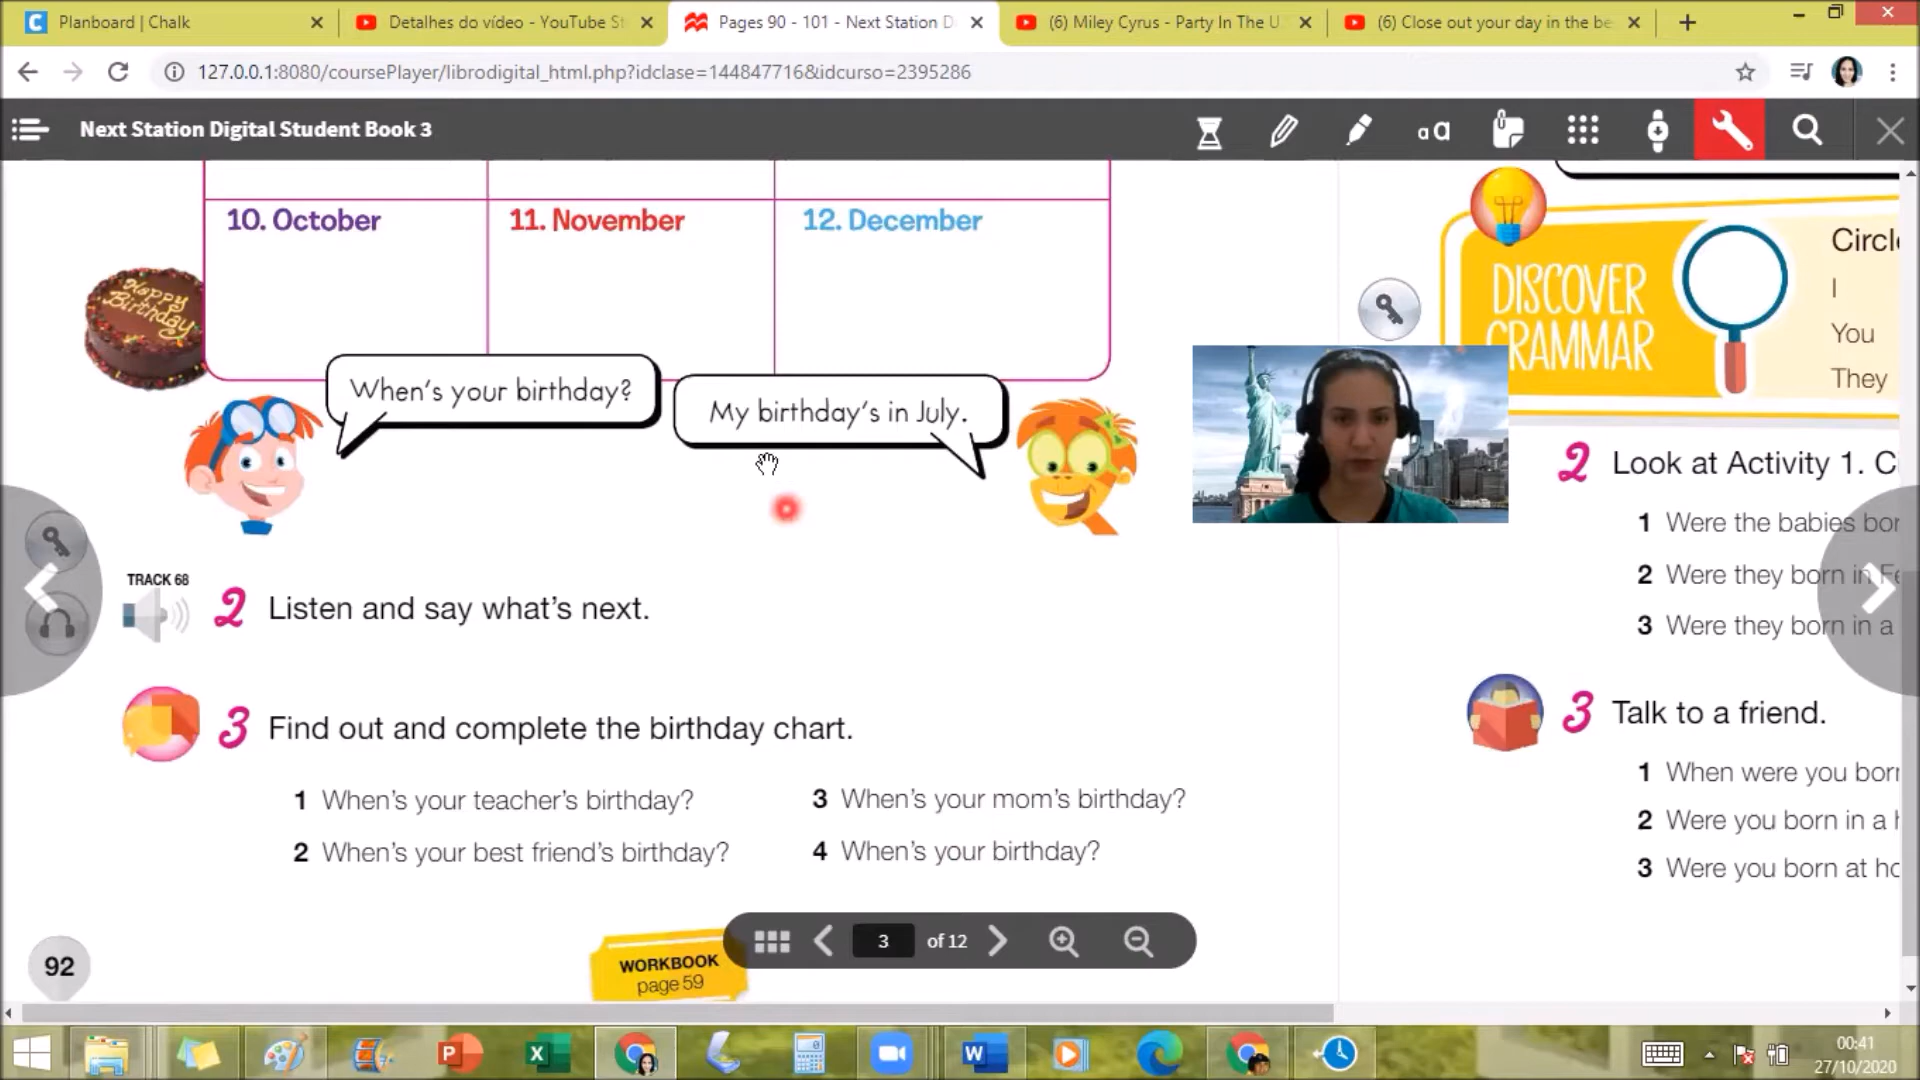 Planboard | Chalk
Detalhes do vídeo - YouTube St
Pages 90 - 101 - Next Station D
(6) Miley Cyrus - Party In The U
(6) Close out your day in the be
127.0.0.1:8080/coursePlayer/librodigital_html.php?idclase=144847716&idcurso=2395286
Next Station Digital Student Book 3
a a
10. October
11. November
12. December
Happy Birthday
When's your birthday?
My birthday's in July.
TRACK 68
2 Listen and say what's next.
3 Find out and complete the birthday chart.
1 When's your teacher's birthday?
2 When's your best friend's birthday?
3 When's your mom's birthday?
4 When's your birthday?
92
WORKBOOK
page 59
3 of 12
DISCOVER
GRAMMAR
Circl
I
You
They
2 Look at Activity 1. Ci
1 Were the babies bor
2 Were they born in Fe
3 Were they born in a
3 Talk to a friend.
1 When were you born
2 Were you born in a h
3 Were you born at ho
00:41
27/10/2020